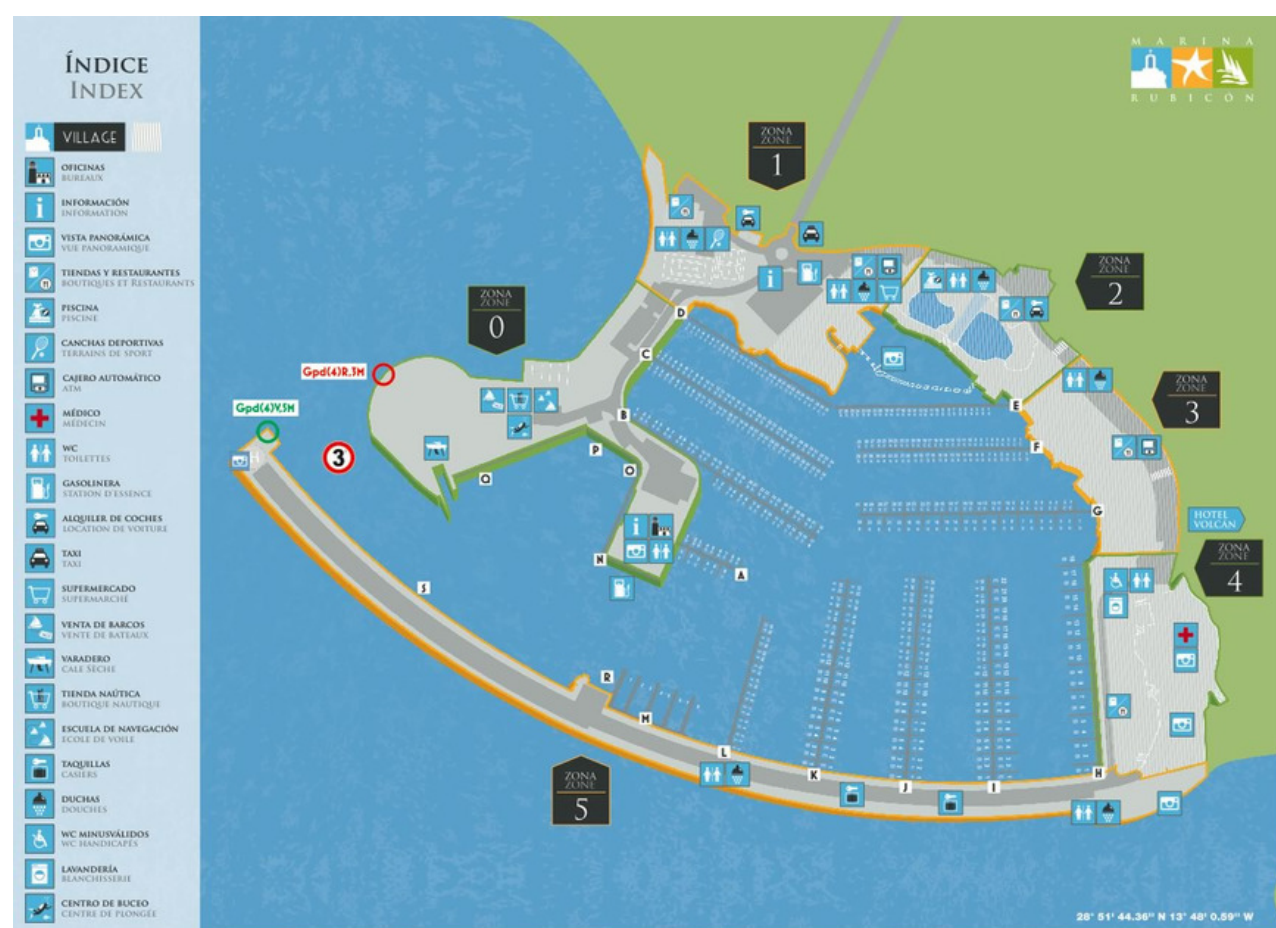 ÍNDICE
INDEX
VILLAGE
OFICINAS
BUREAUX
INFORMACIÓN
INFORMATION
VISTA PANORÁMICA
VUE PANORAMIQUE
TIENDAS Y RESTAURANTES
BOUTIQUES ET RESTAURANTS
PISCINA
PISCINE
CANCHAS DEPORTIVAS
TERRAINS DE SPORT
CAJERO AUTOMÁTICO
ATM
MÉDICO
MÉDECIN
WC
TOILETTES
GASOLINERA
STATION D'ESSENCE
ALQUILER DE COCHES
LOCATION DE VOITURE
TAXI
TAXI
SUPERMERCADO
SUPERMARCHÉ
VENTA DE BARCOS
VENTE DE BATEAUX
VARADERO
CALE SÈCHE
TIENDA NAÚTICA
BOUTIQUE NAUTIQUE
ESCUELA DE NAVEGACIÓN
ECOLE DE VOILE
TAQUILLAS
CASIERS
DUCHAS
DOUCHES
WC MINUSVÁLIDOS
WC HANDICAPÉS
LAVANDERÍA
BLANCHISSERIE
CENTRO DE BUCEO
CENTRE DE PLONGÉE
MARINA
RUBICÓN
ZONA
ZONE
1
ZONA
ZONE
2
ZONA
ZONE
0
ZONA
ZONE
3
HOTEL
VOLCÁN
ZONA
ZONE
4
ZONA
ZONE
5
Gpd(4)R,5M
Gpd(4)V,5M
3
D
C
B
E
F
P
O
Q
G
N
A
S
R
M
L
K
J
I
H
28° 51' 44.36" N 13° 48' 0.59" W